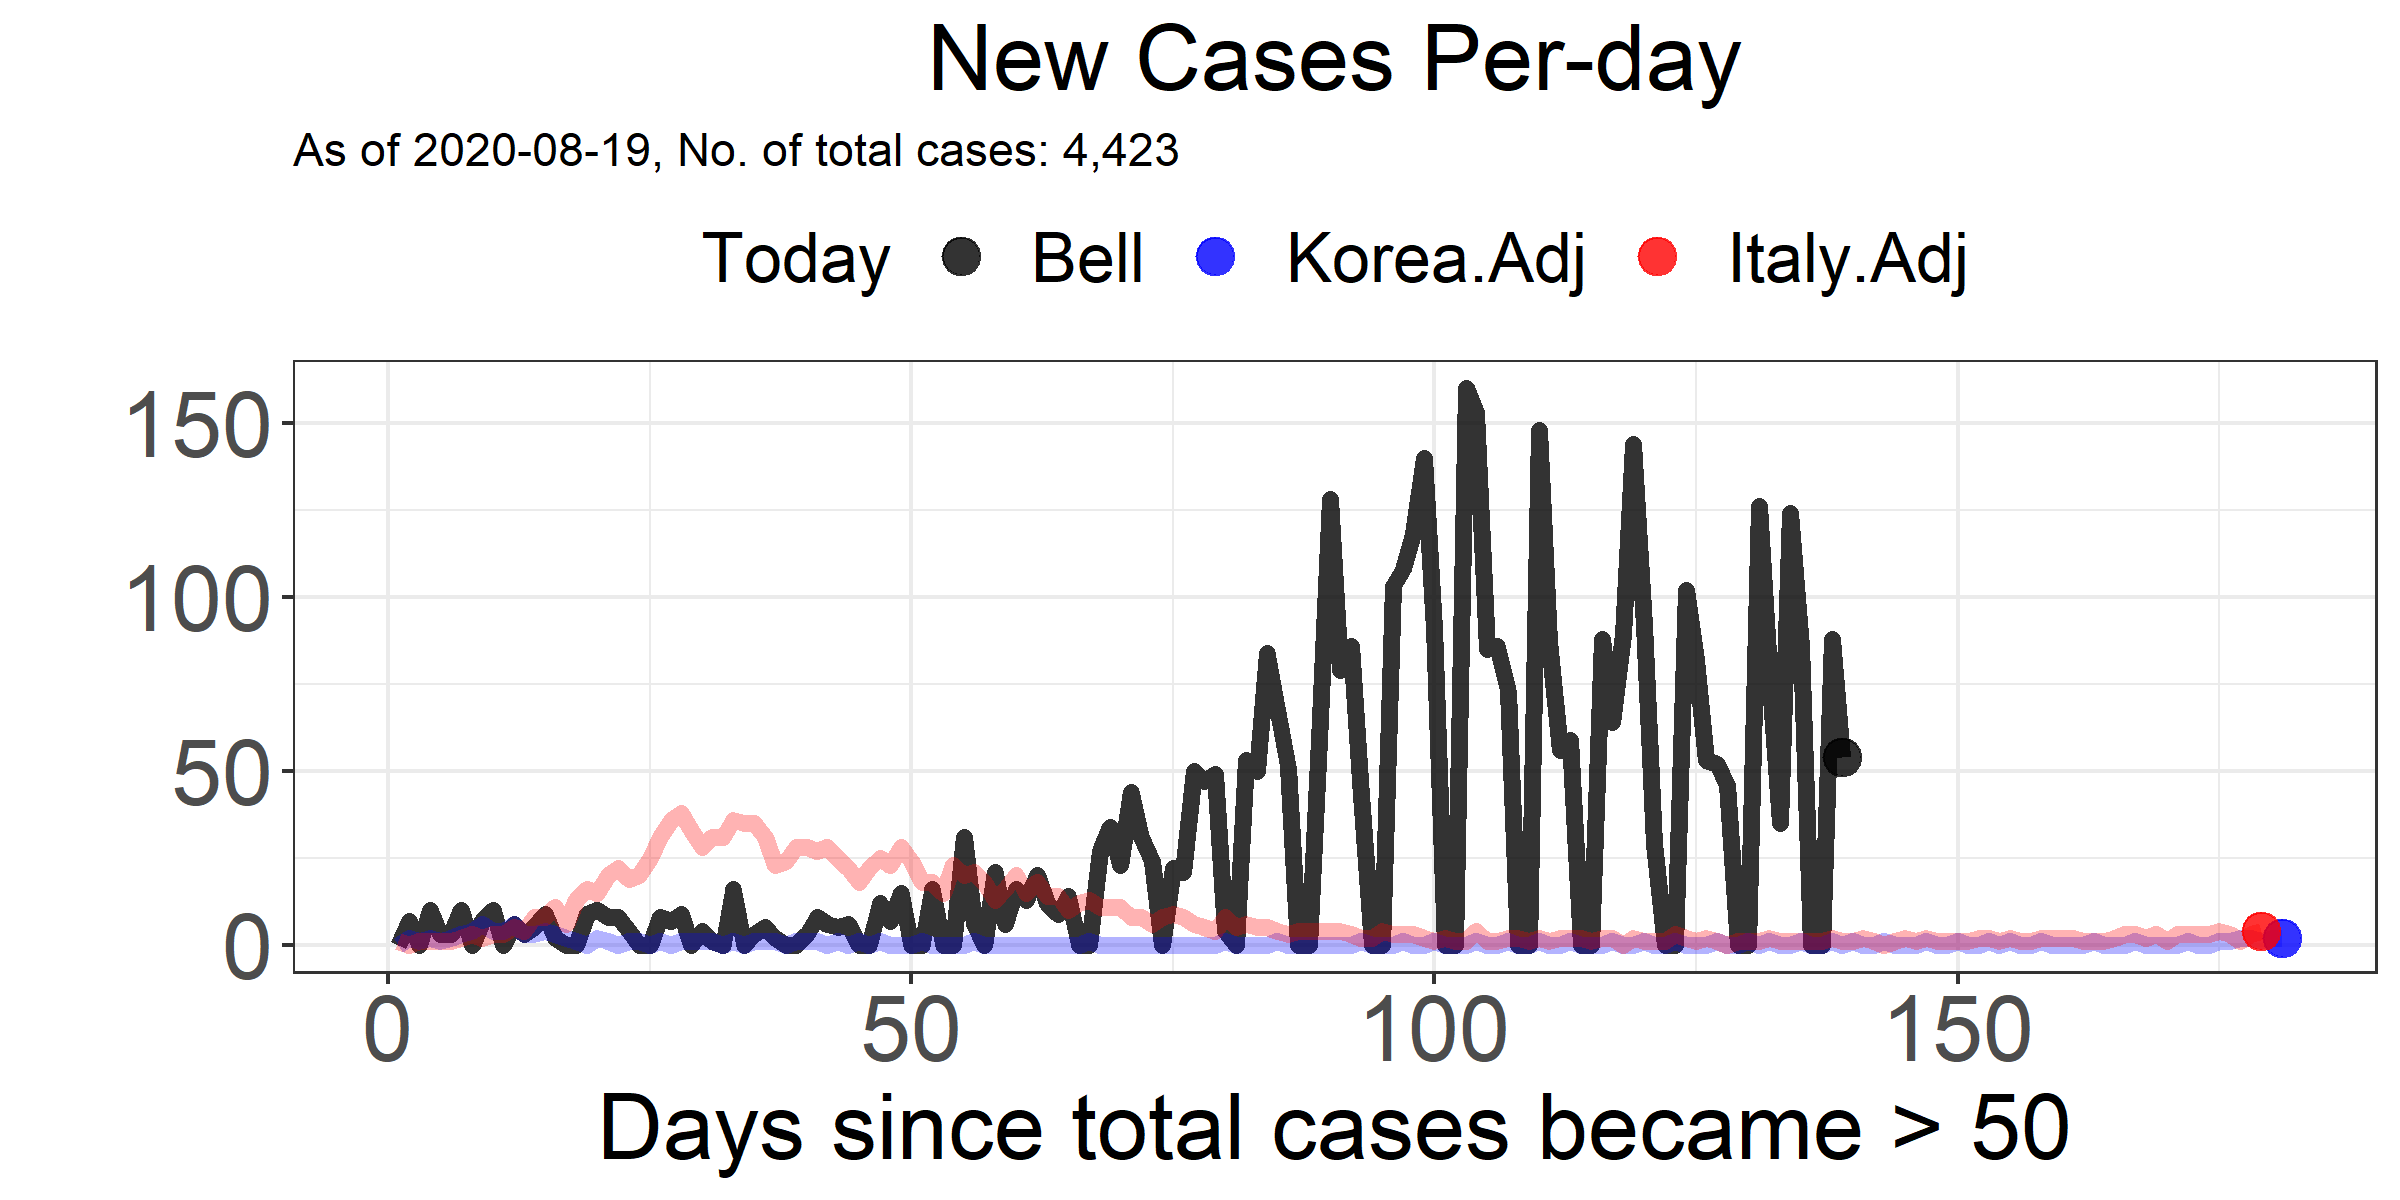 New Cases Per-day
As of 2020-08-19, No. of total cases: 4,423
Today Bell Korea.Adj Italy.Adj
150
100
50
0
0 50 100 150
Days since total cases became > 50